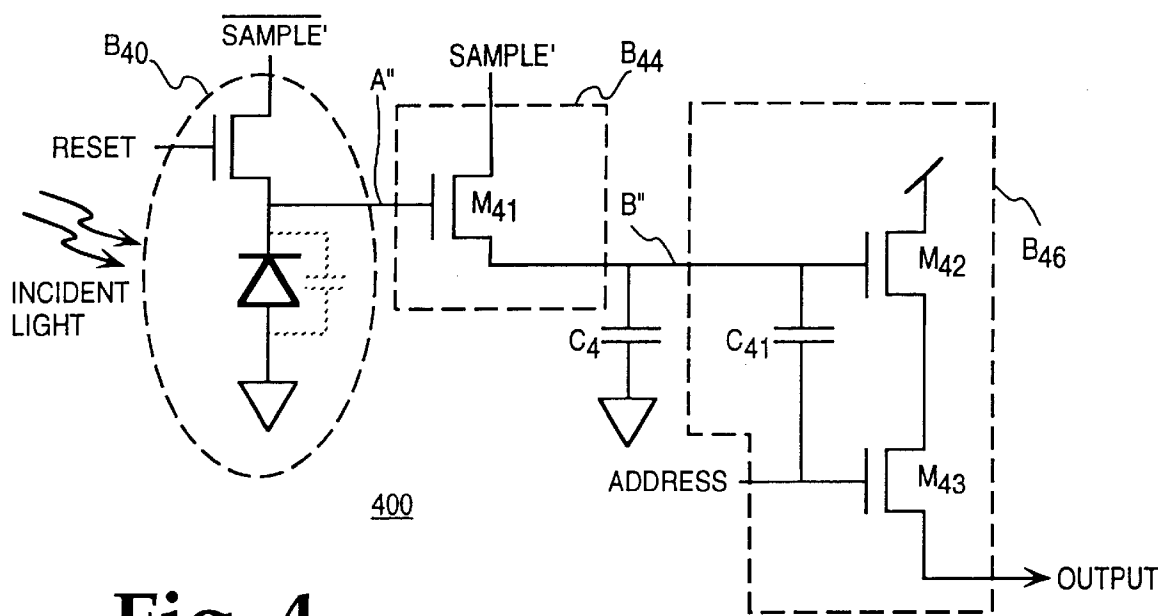 SAMPLE'
B40
SAMPLE'
B44
A"
RESET
M41
B"
M42
B46
INCIDENT
LIGHT
C4
C41
ADDRESS
M43
400
OUTPUT
Fig. 4